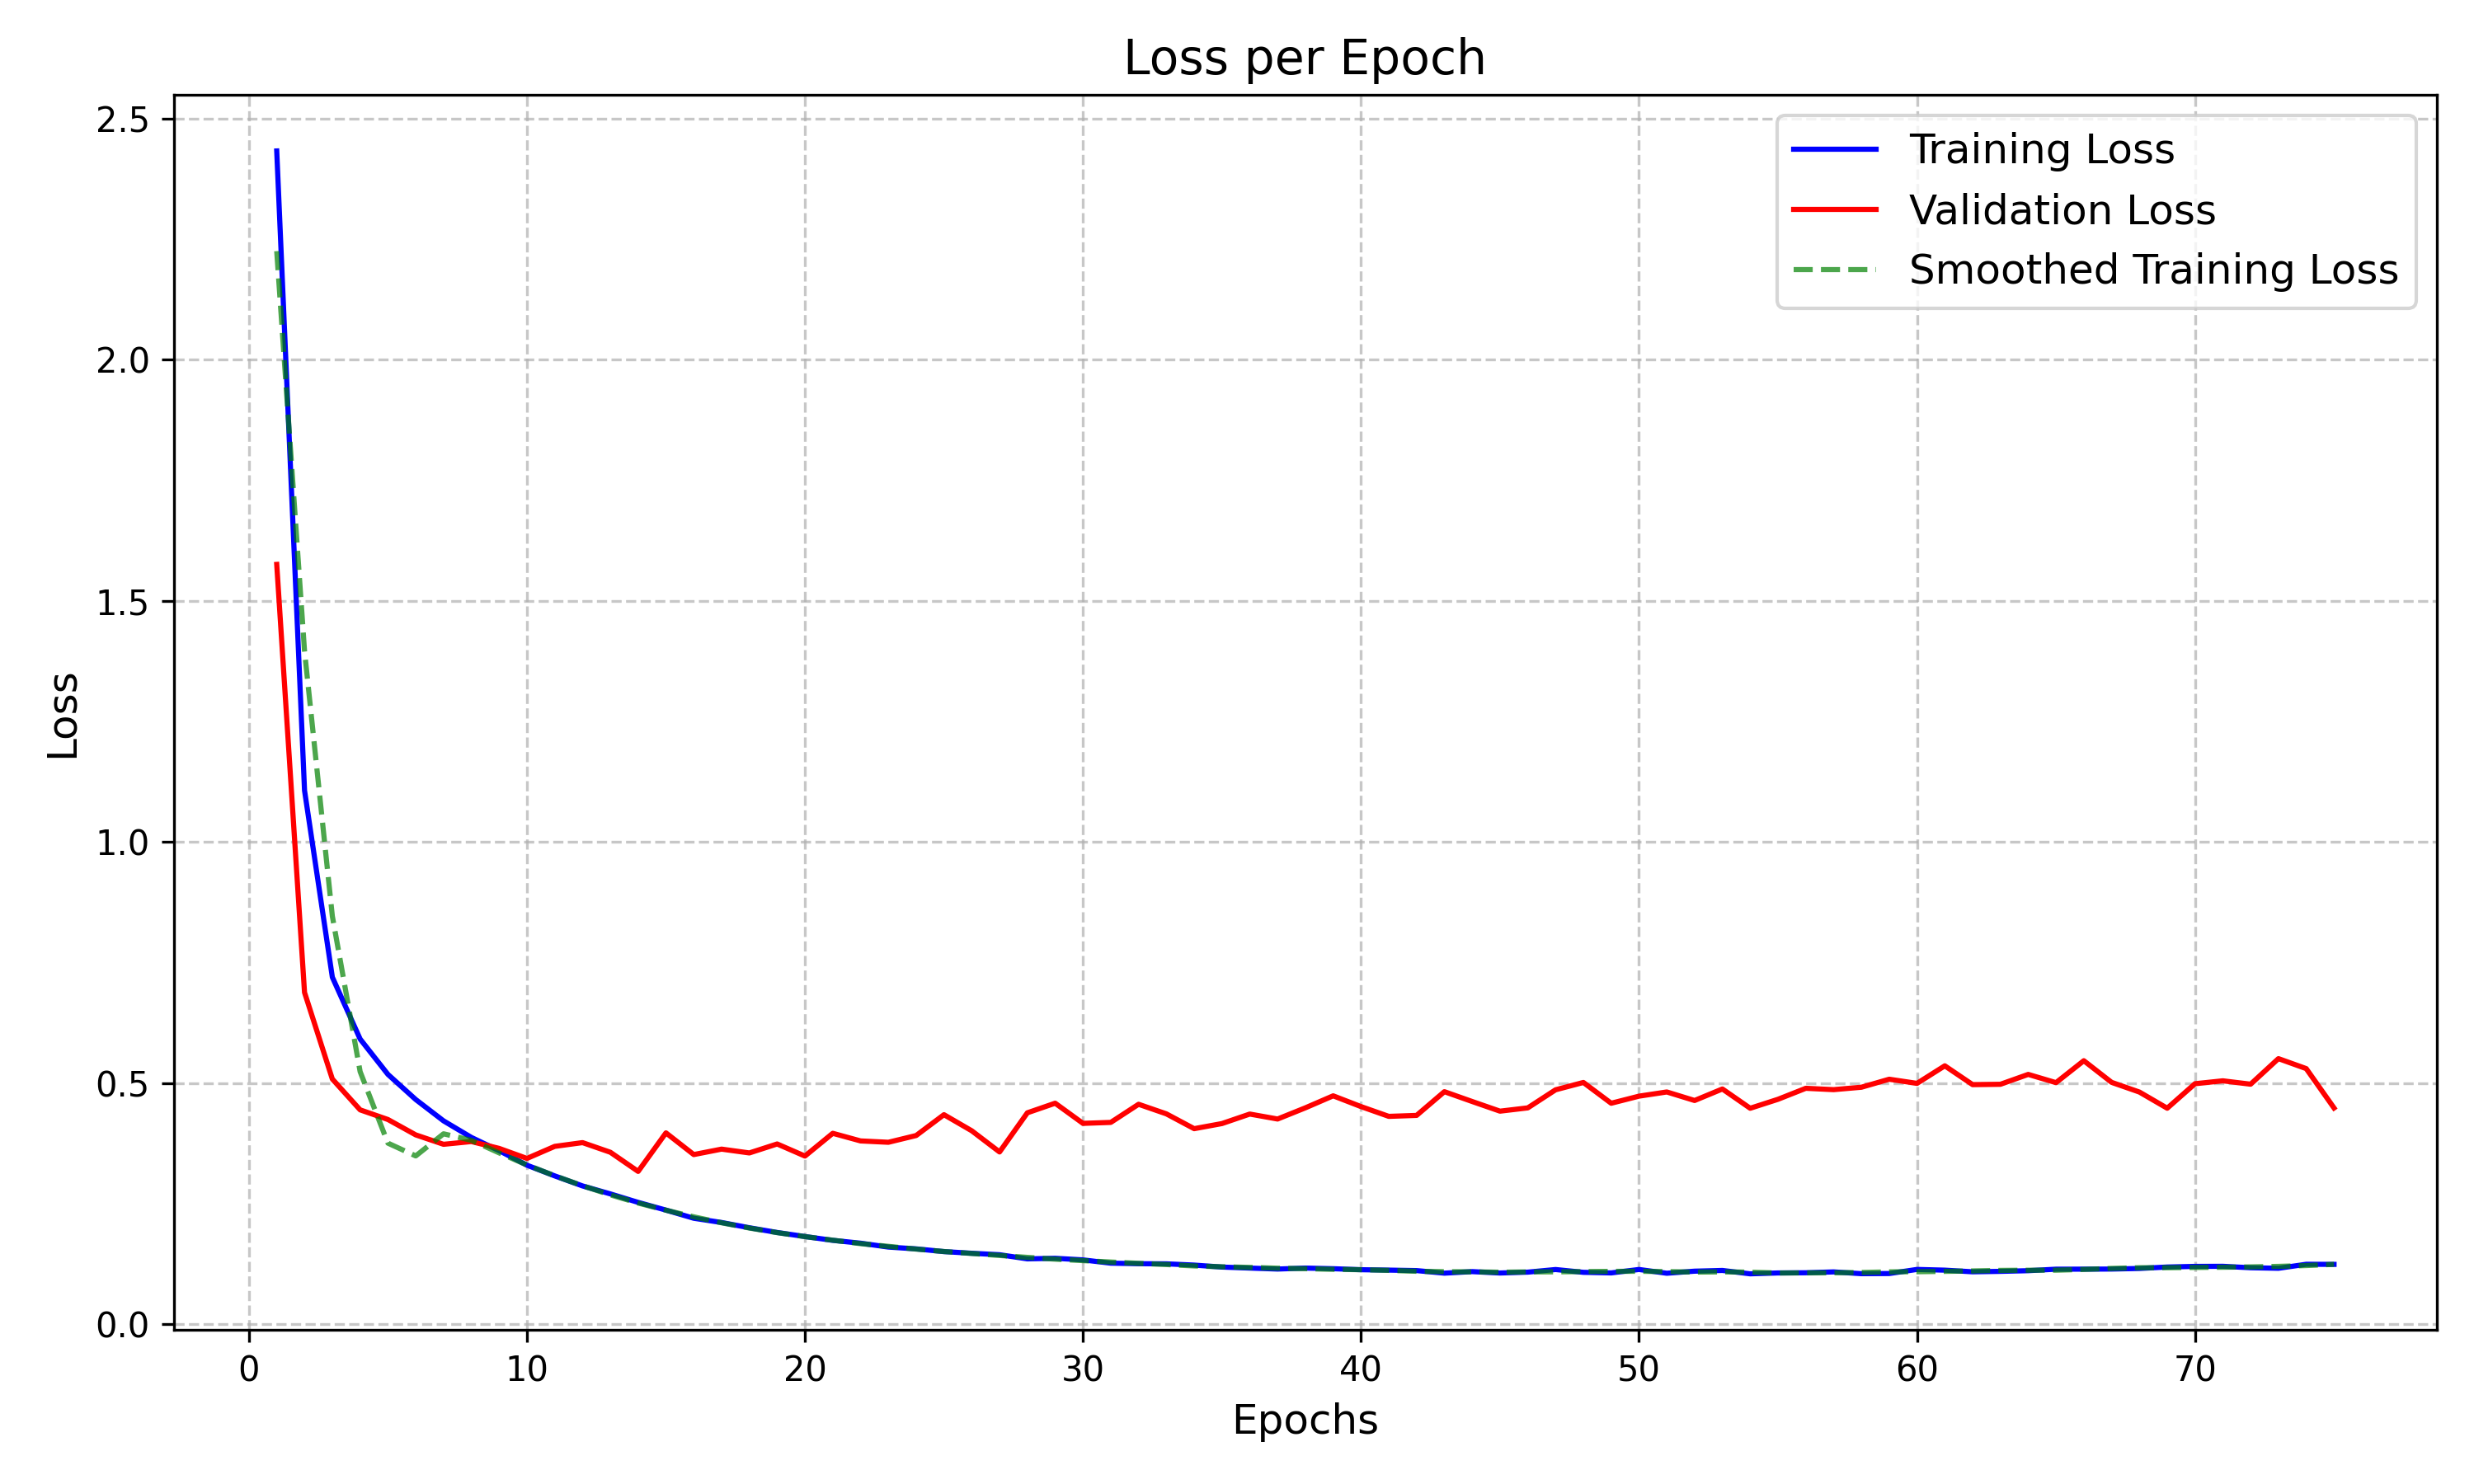 Loss per Epoch
Training Loss
Validation Loss
Smoothed Training Loss
2.5
2.0
1.5
1.0
0.5
0.0
Loss
0 10 20 30 40 50 60 70
Epochs